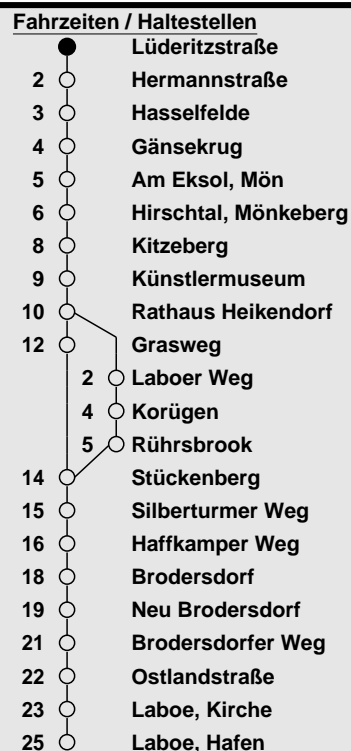 Fahrzeiten / Haltestellen
Lüderitzstraße
2 Hermannstraße
3 Hasselfelde
4 Gänsekrug
5 Am Eksol, Mön
6 Hirschtal, Mönkeberg
8 Kitzeberg
9 Künstlermuseum
10 Rathaus Heikendorf
12 Grasweg
2 Laboer Weg
4 Korügen
5 Rührsbrook
14 Stückenberg
15 Silberturmer Weg
16 Haffkamper Weg
18 Brodersdorf
19 Neu Brodersdorf
21 Brodersdorfer Weg
22 Ostlandstraße
23 Laboe, Kirche
25 Laboe, Hafen